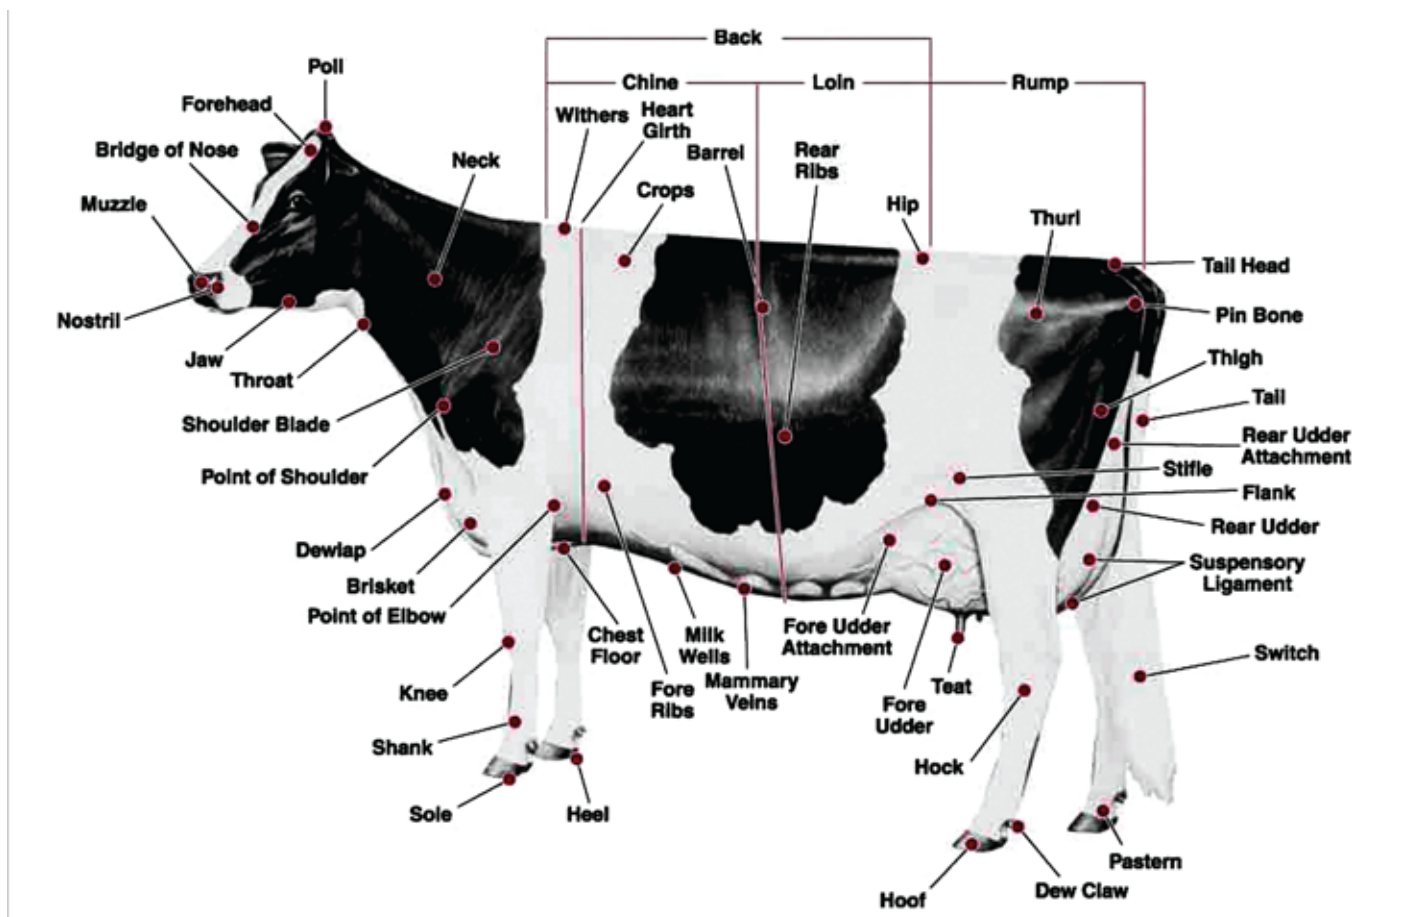 Back
Chine
Loin
Rump
Poll
Forehead
Bridge of Nose
Muzzle
Neck
Withers
Heart
Girth
Crops
Barrel
Rear
Ribs
Hip
Thurl
Tail Head
Pin Bone
Thigh
Tail
Rear Udder
Attachment
Stifle
Flank
Rear Udder
Suspensory
Ligament
Switch
Nostril
Jaw
Throat
Shoulder Blade
Point of Shoulder
Dewlap
Brisket
Point of Elbow
Chest
Floor
Fore
Ribs
Milk
Wells
Mammary
Veins
Fore Udder
Attachment
Fore
Udder
Teat
Knee
Shank
Sole
Heel
Hock
Hoof
Dew Claw
Pastern